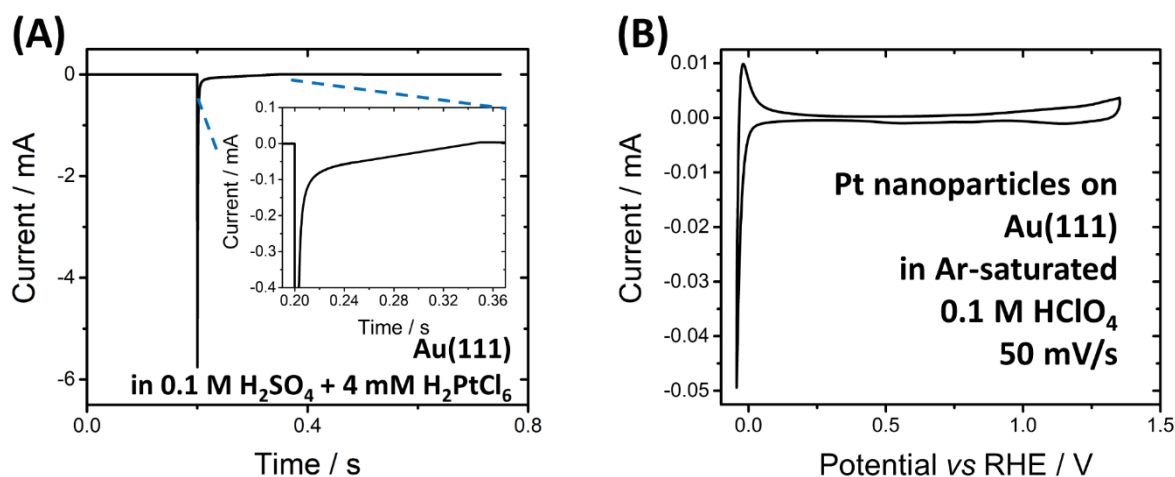 (A)
0
-2
-4
-6
Current / mA
0.0
0.4
0.8
Time / s
0.1
0.0
-0.1
-0.2
-0.3
-0.4
Current / mA
0.20
0.24
0.28
0.32
0.36
Time / s
Au(111)
in 0.1 M H₂SO₄ + 4 mM H₂PtCl₆
(B)
0.01
0.00
-0.01
-0.02
-0.03
-0.04
-0.05
Current / mA
0.0
0.5
1.0
1.5
Potential vs RHE / V
Pt nanoparticles on
Au(111)
in Ar-saturated
0.1 M HClO₄
50 mV/s